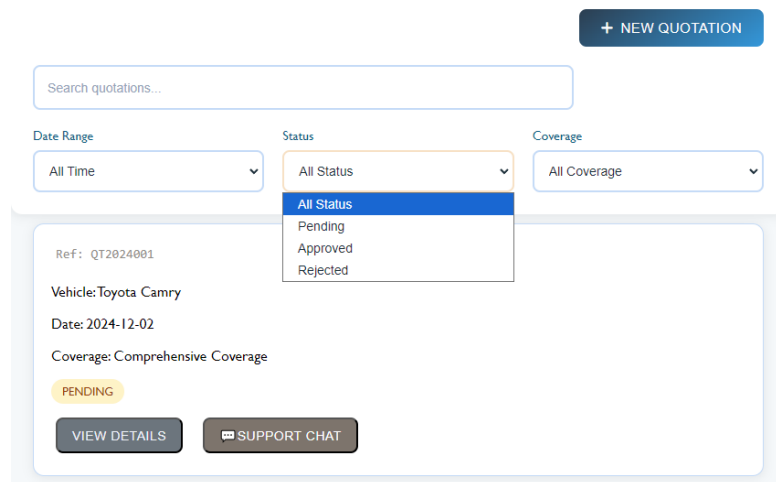 + NEW QUOTATION
Search quotations...
Date Range Status Coverage
All Time All Status All Coverage
All Status
Pending
Approved
Rejected
Ref: QT2024001
Vehicle:Toyota Camry
Date: 2024-12-02
Coverage: Comprehensive Coverage
PENDING
VIEW DETAILS 💬SUPPORT CHAT